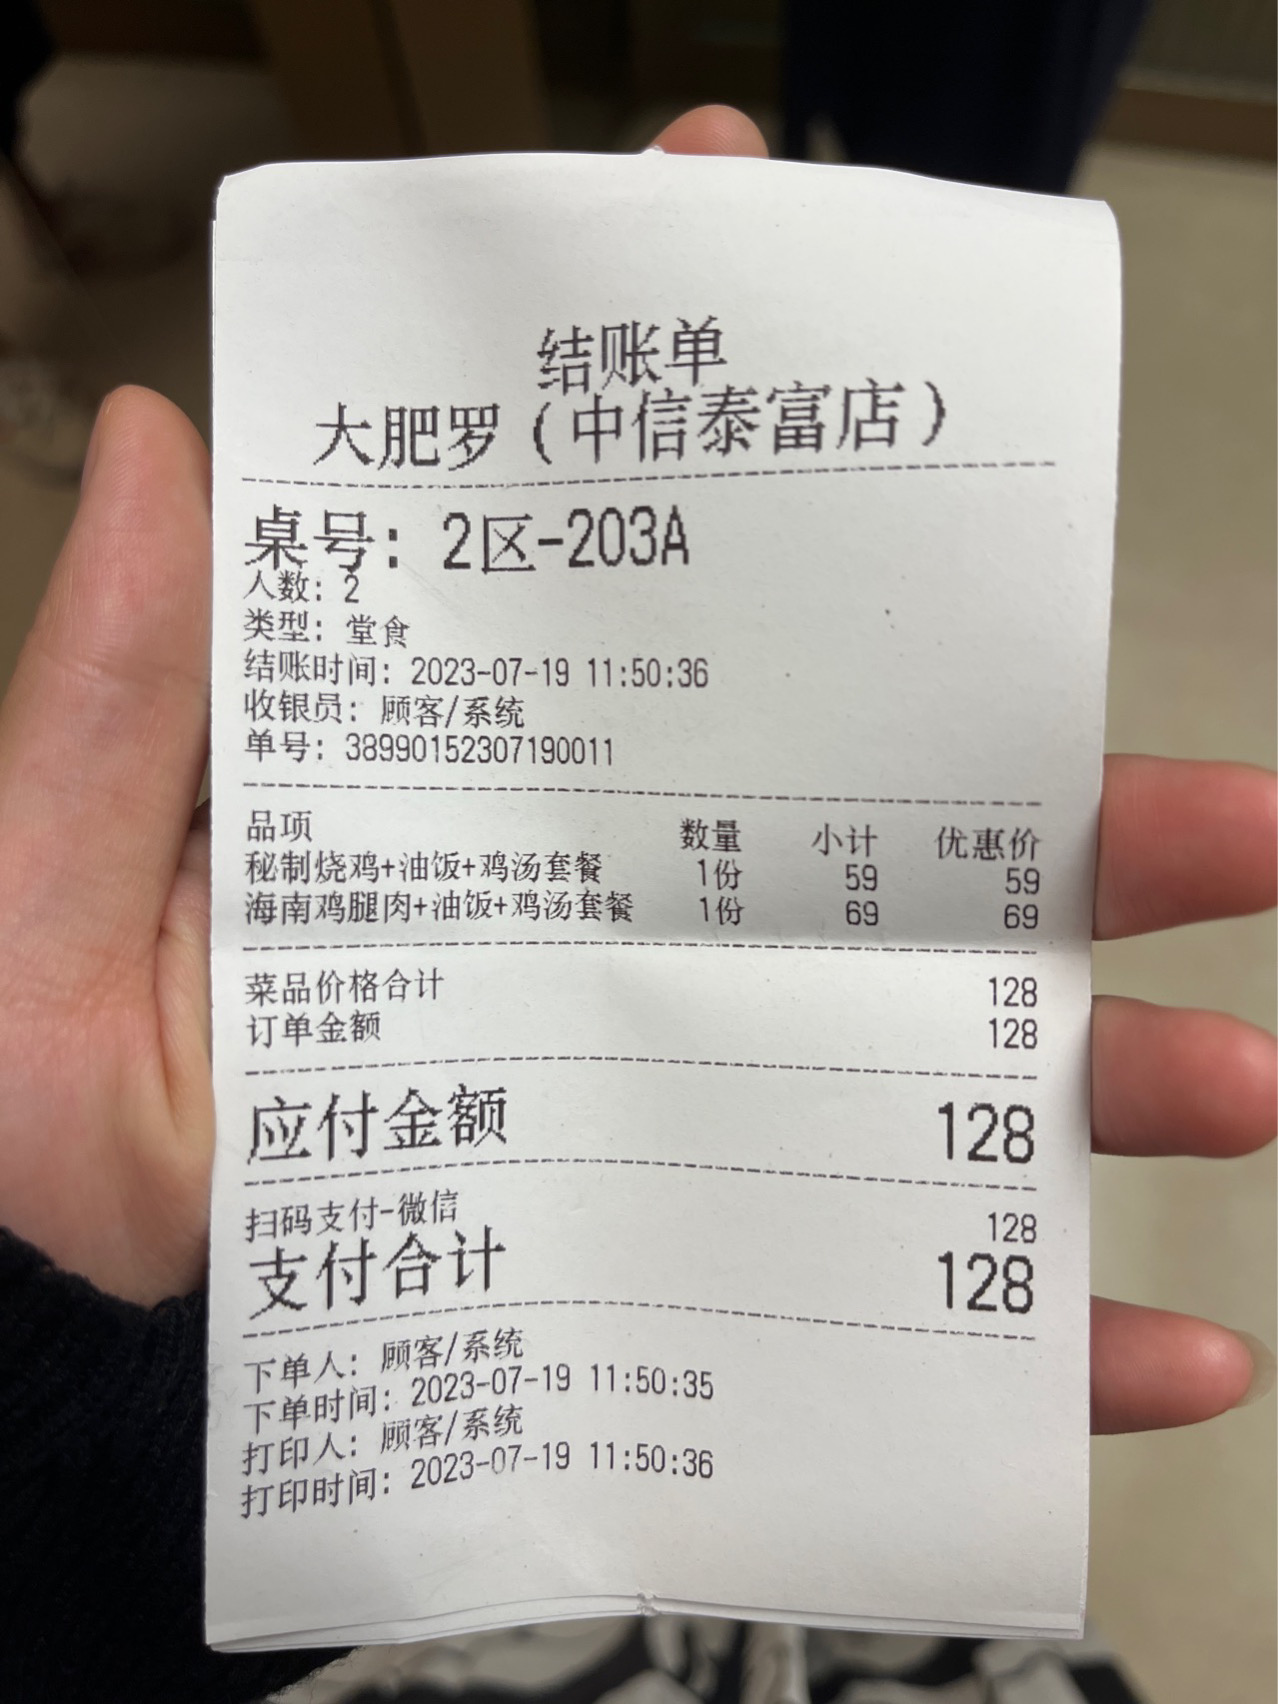 结账单
大肥罗（中信泰富店）
桌号：2区-203A
人数：2
类型：堂食
结账时间：2023-07-19 11:50:36
收银员：顾客/系统
单号：38990152307190011
品项 数量 小计 优惠价
秘制烧鸡+油饭+鸡汤套餐 1份 59 59
海南鸡腿肉+油饭+鸡汤套餐 1份 69 69
菜品价格合计 128
订单金额 128
应付金额 128
扫码支付-微信 128
支付合计 128
下单人：顾客/系统
下单时间：2023-07-19 11:50:35
打印人：顾客/系统
打印时间：2023-07-19 11:50:36